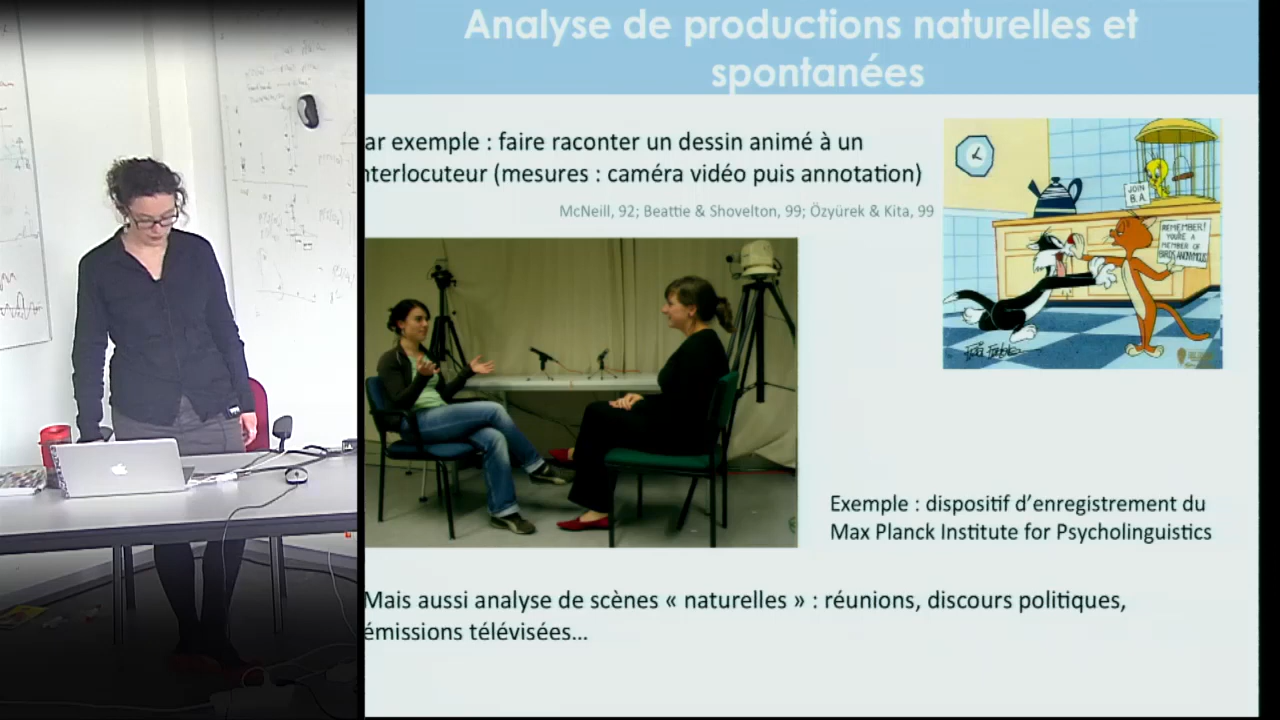 Analyse de productions naturelles et
spontanées
ar exemple : faire raconter un dessin animé à un
nterlocuteur (mesures : caméra vidéo puis annotation)
McNeill, 92; Beattie & Shovelton, 99; Özyürek & Kita, 99
JOIN
B.A.
REMEMBER!
YOU'RE A
MEMBER OF
BIRDS ANONYMOUS
Exemple : dispositif d'enregistrement du
Max Planck Institute for Psycholinguistics
Mais aussi analyse de scènes « naturelles » : réunions, discours politiques,
émissions télévisées...